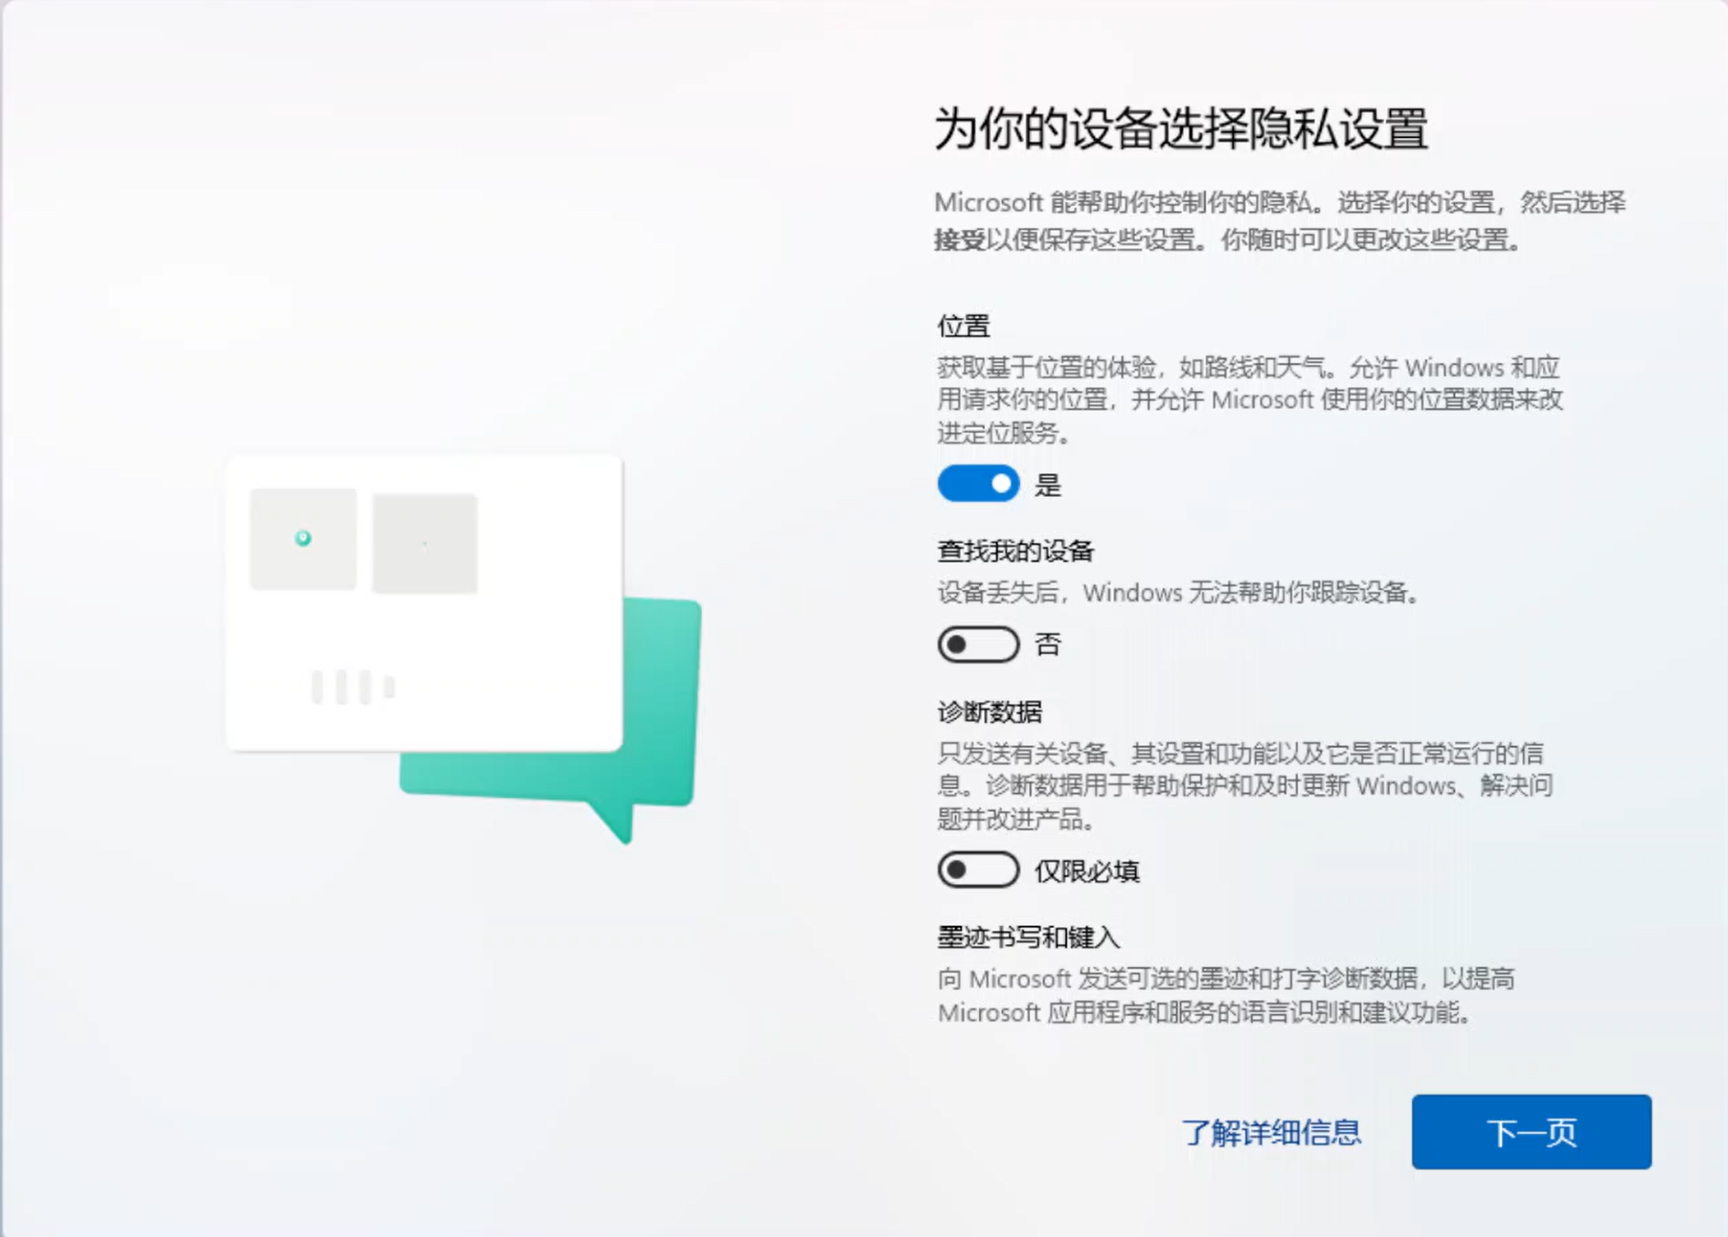 为你的设备选择隐私设置
Microsoft 能帮助你控制你的隐私。选择你的设置，然后选择
接受以便保存这些设置。你随时可以更改这些设置。
位置
获取基于位置的体验，如路线和天气。允许 Windows 和应
用请求你的位置，并允许 Microsoft 使用你的位置数据来改
进定位服务。
是
查找我的设备
设备丢失后，Windows 无法帮助你跟踪设备。
否
诊断数据
只发送有关设备、其设置和功能以及它是否正常运行的信
息。诊断数据用于帮助保护和及时更新 Windows、解决问
题并改进产品。
仅限必填
墨迹书写和键入
向 Microsoft 发送可选的墨迹和打字诊断数据，以提高
Microsoft 应用程序和服务的语言识别和建议功能。
了解详细信息
下一页